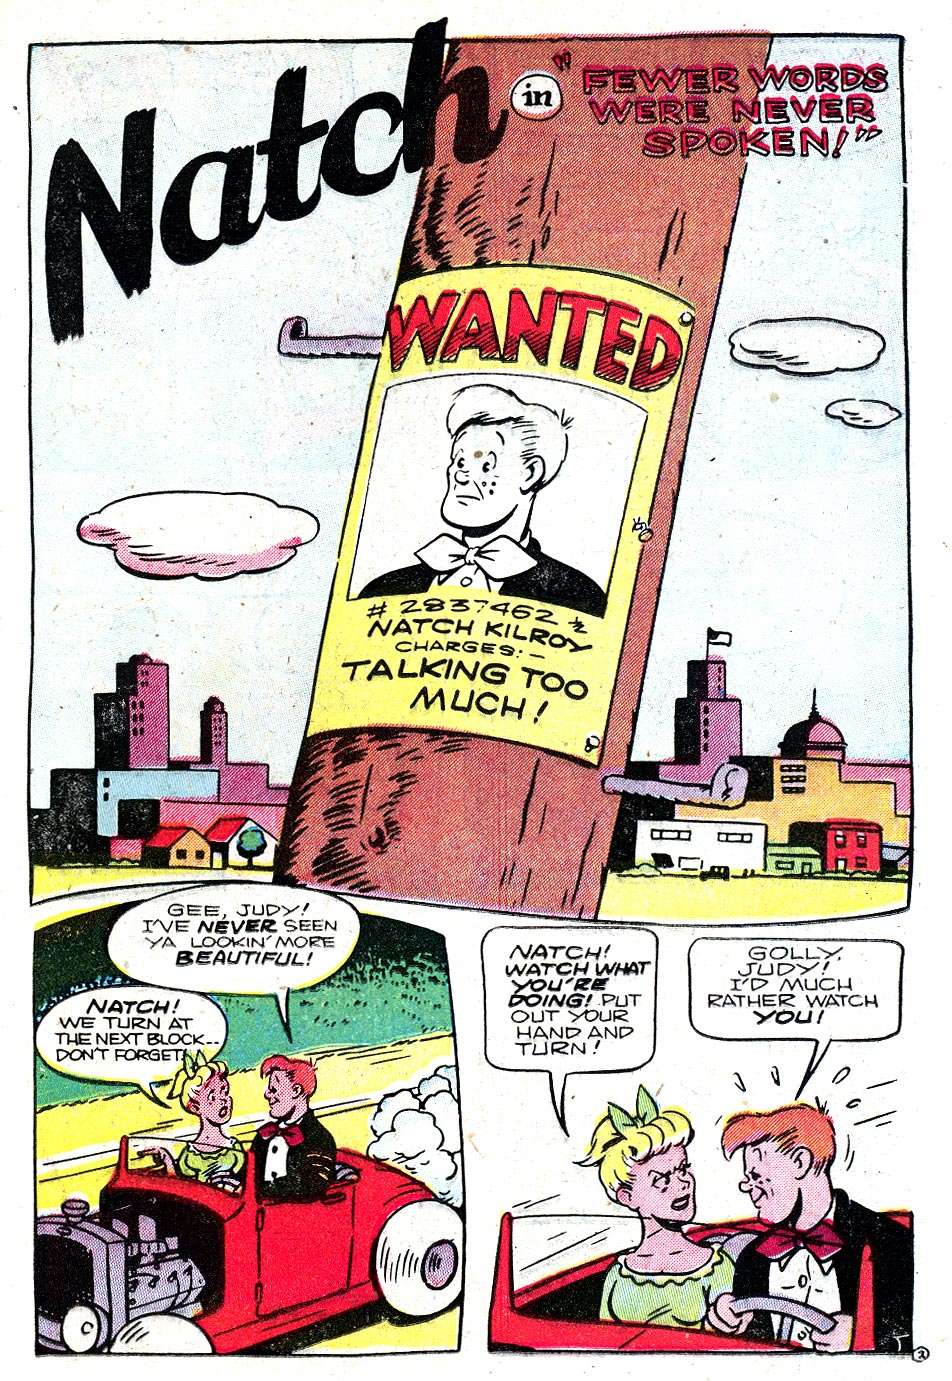 Natch
in
"FEWER WORDS
WERE NEVER
SPOKEN!"
WANTED
# 2837462 ½
NATCH KILROY
CHARGES:—
TALKING TOO
MUCH!
GEE, JUDY!
I'VE NEVER SEEN
YA LOOKIN' MORE
BEAUTIFUL!
NATCH!
WE TURN AT
THE NEXT BLOCK--
DON'T FORGET!
NATCH!
WATCH WHAT
YOU'RE
DOING! PUT
OUT YOUR
HAND AND
TURN!
GOLLY,
JUDY!
I'D MUCH
RATHER WATCH
YOU!